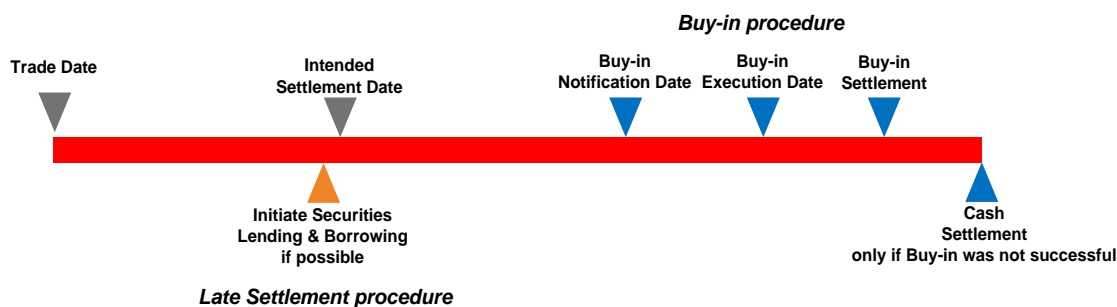 Buy-in procedure
Trade Date
Intended
Settlement Date
Buy-in
Notification Date
Buy-in
Execution Date
Buy-in
Settlement
Initiate Securities
Lending & Borrowing
if possible
Cash
Settlement
only if Buy-in was not successful
Late Settlement procedure